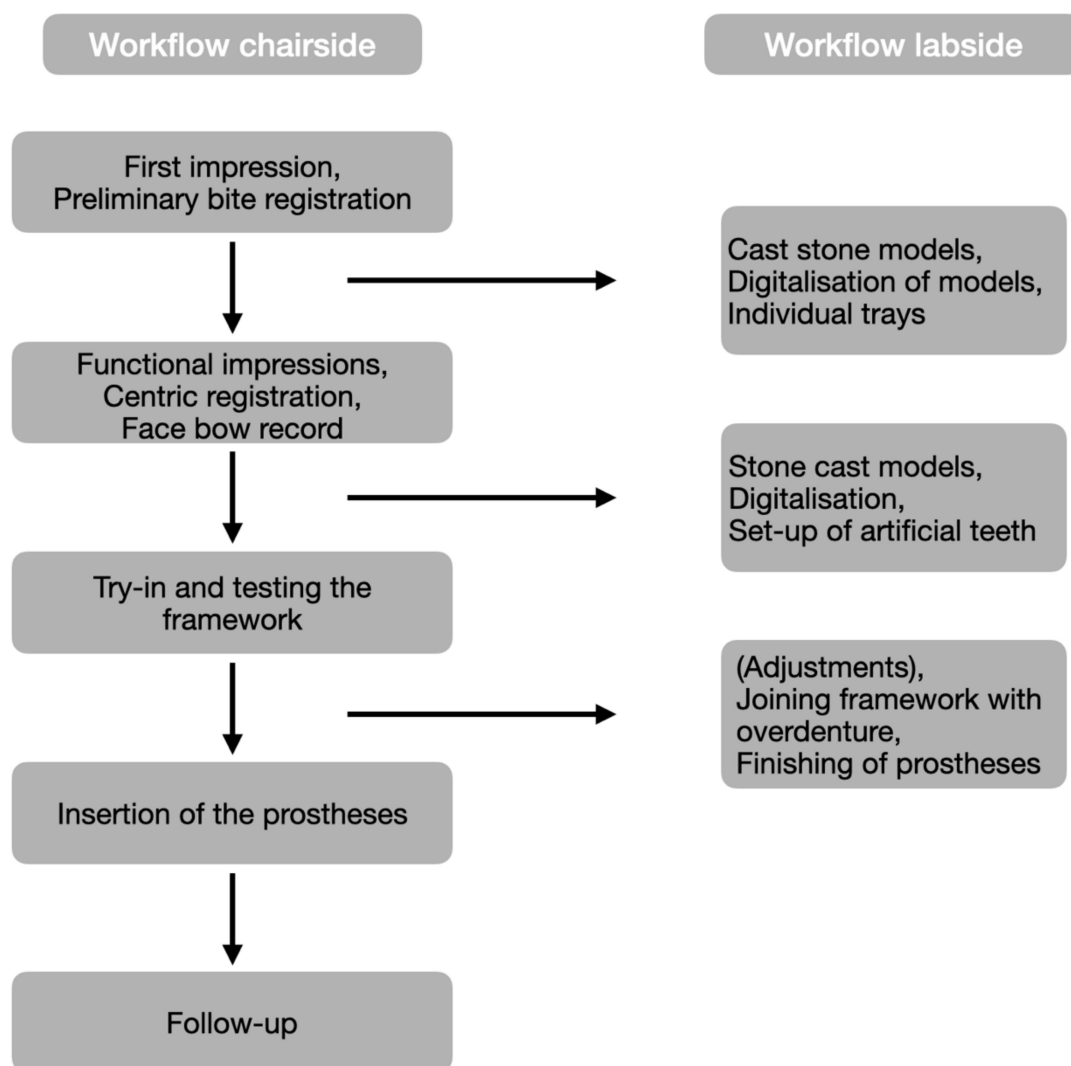 Workflow chairside
Workflow labside
First impression,
Preliminary bite registration
Cast stone models,
Digitalisation of models,
Individual trays
Functional impressions,
Centric registration,
Face bow record
Stone cast models,
Digitalisation,
Set-up of artificial teeth
Try-in and testing the
framework
(Adjustments),
Joining framework with
overdenture,
Finishing of prostheses
Insertion of the prostheses
Follow-up